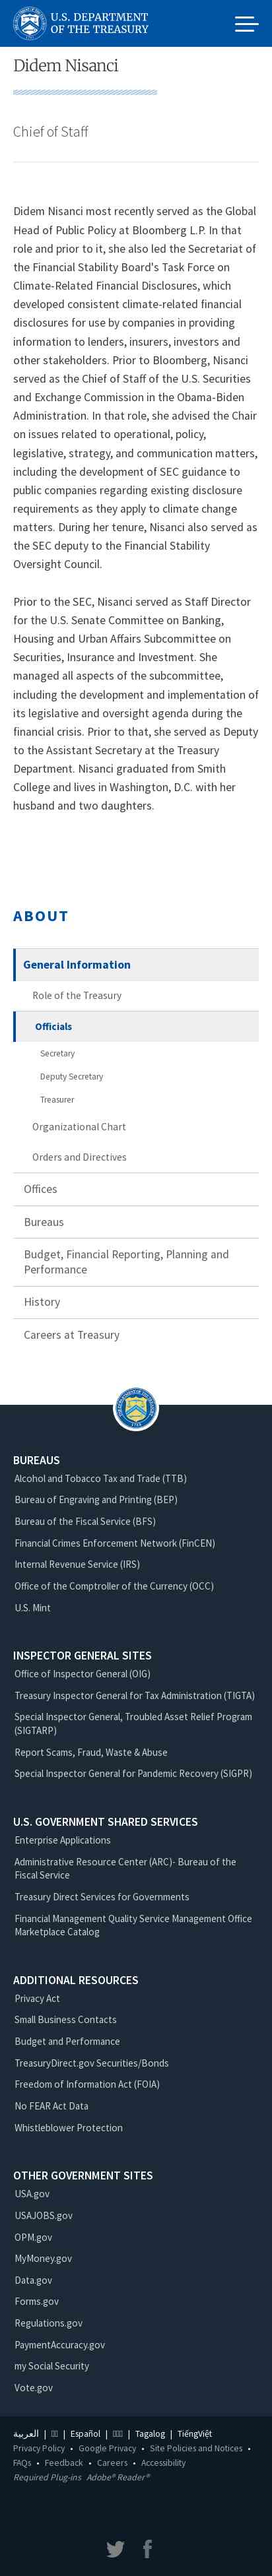 U.S. DEPARTMENT
OF THE TREASURY
Didem Nisanci
Chief of Staff
Didem Nisanci most recently served as the Global
Head of Public Policy at Bloomberg L.P. In that
role and prior to it, she also led the Secretariat of
the Financial Stability Board's Task Force on
Climate-Related Financial Disclosures, which
developed consistent climate-related financial
disclosures for use by companies in providing
information to lenders, insurers, investors and
other stakeholders. Prior to Bloomberg, Nisanci
served as the Chief of Staff of the U.S. Securities
and Exchange Commission in the Obama-Biden
Administration. In that role, she advised the Chair
on issues related to operational, policy,
legislative, strategy, and communication matters,
including the development of SEC guidance to
public companies regarding existing disclosure
requirements as they apply to climate change
matters. During her tenure, Nisanci also served as
the SEC deputy to the Financial Stability
Oversight Council.
Prior to the SEC, Nisanci served as Staff Director
for the U.S. Senate Committee on Banking,
Housing and Urban Affairs Subcommittee on
Securities, Insurance and Investment. She
managed all aspects of the subcommittee,
including the development and implementation of
its legislative and oversight agenda during the
financial crisis. Prior to that, she served as Deputy
to the Assistant Secretary at the Treasury
Department. Nisanci graduated from Smith
College and lives in Washington, D.C. with her
husband and two daughters.
ABOUT
General Information
Role of the Treasury
Officials
Secretary
Deputy Secretary
Treasurer
Organizational Chart
Orders and Directives
Offices
Bureaus
Budget, Financial Reporting, Planning and
Performance
History
Careers at Treasury
BUREAUS
Alcohol and Tobacco Tax and Trade (TTB)
Bureau of Engraving and Printing (BEP)
Bureau of the Fiscal Service (BFS)
Financial Crimes Enforcement Network (FinCEN)
Internal Revenue Service (IRS)
Office of the Comptroller of the Currency (OCC)
U.S. Mint
INSPECTOR GENERAL SITES
Office of Inspector General (OIG)
Treasury Inspector General for Tax Administration (TIGTA)
Special Inspector General, Troubled Asset Relief Program
(SIGTARP)
Report Scams, Fraud, Waste & Abuse
Special Inspector General for Pandemic Recovery (SIGPR)
U.S. GOVERNMENT SHARED SERVICES
Enterprise Applications
Administrative Resource Center (ARC)- Bureau of the
Fiscal Service
Treasury Direct Services for Governments
Financial Management Quality Service Management Office
Marketplace Catalog
ADDITIONAL RESOURCES
Privacy Act
Small Business Contacts
Budget and Performance
TreasuryDirect.gov Securities/Bonds
Freedom of Information Act (FOIA)
No FEAR Act Data
Whistleblower Protection
OTHER GOVERNMENT SITES
USA.gov
USAJOBS.gov
OPM.gov
MyMoney.gov
Data.gov
Forms.gov
Regulations.gov
PaymentAccuracy.gov
my Social Security
Vote.gov
العربية | | Español | | Tagalog | TiếngViệt
Privacy Policy • Google Privacy • Site Policies and Notices •
FAQs • Feedback • Careers • Accessibility
Required Plug-ins Adobe® Reader®